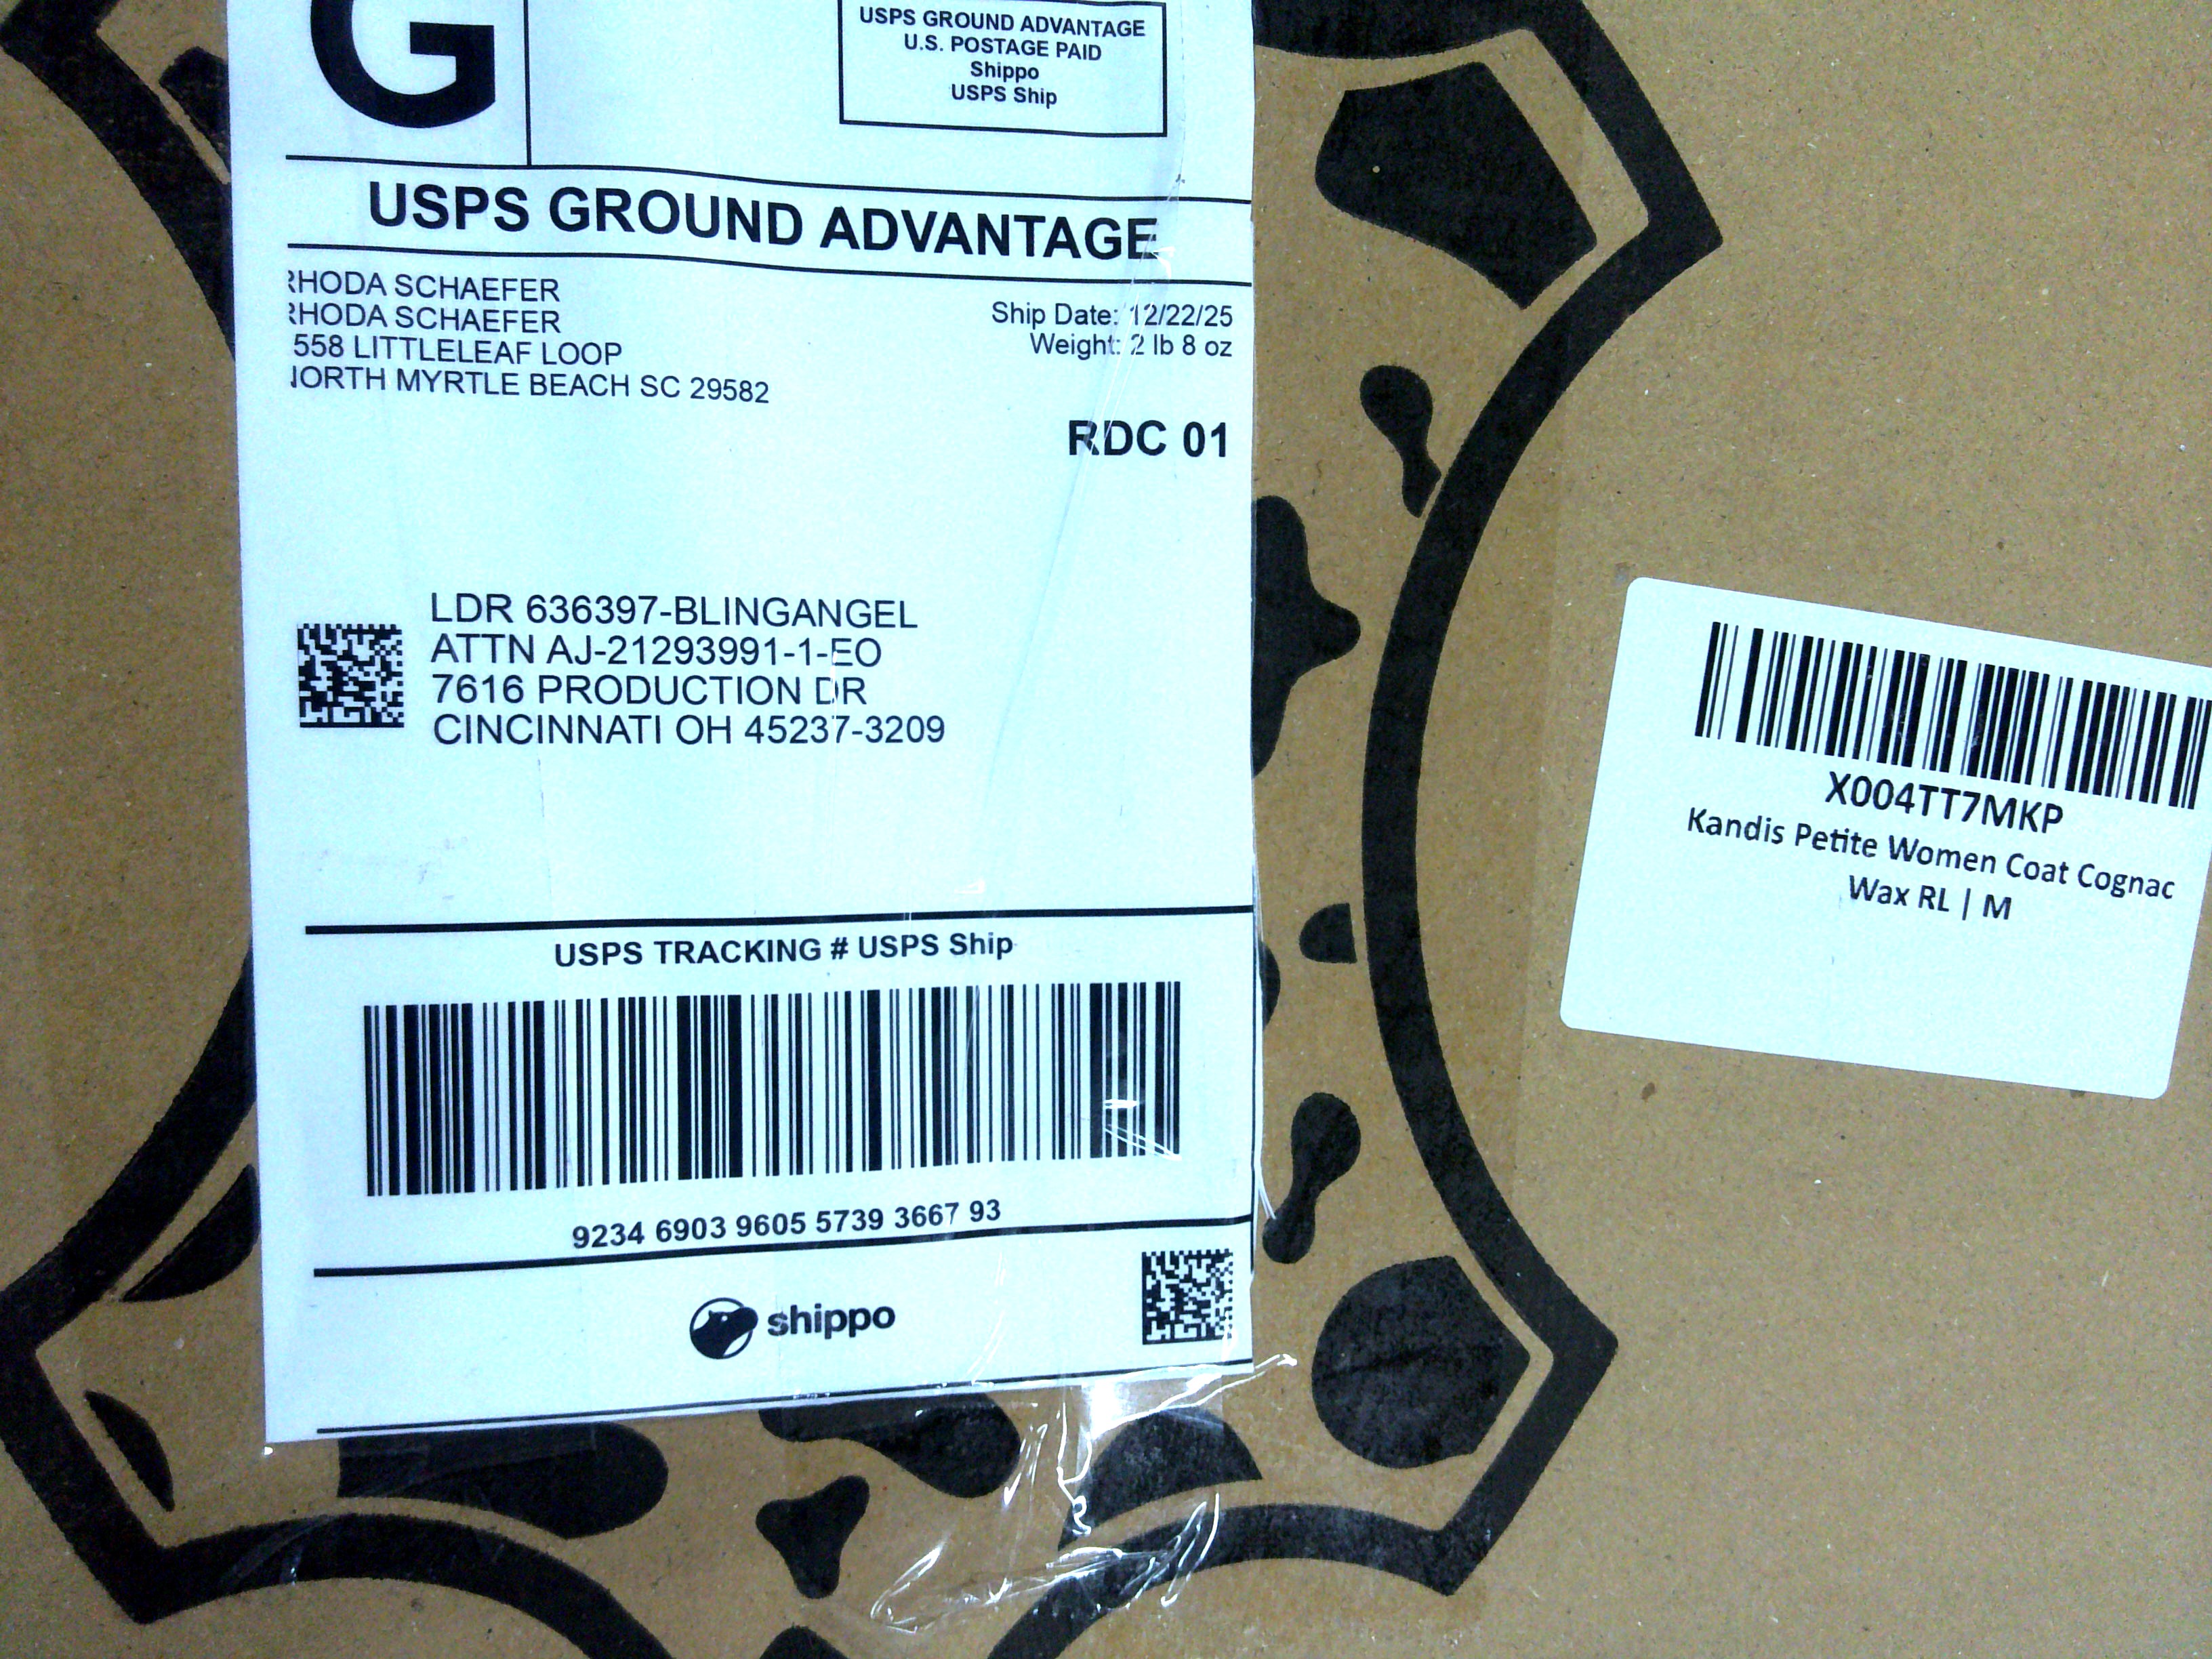 G
USPS GROUND ADVANTAGE
U.S. POSTAGE PAID
Shippo
USPS Ship
USPS GROUND ADVANTAGE
RHODA SCHAEFER
RHODA SCHAEFER
558 LITTLELEAF LOOP
NORTH MYRTLE BEACH SC 29582
Ship Date: 12/22/25
Weight: 2 lb 8 oz
RDC 01
LDR 636397-BLINGANGEL
ATTN AJ-21293991-1-EO
7616 PRODUCTION DR
CINCINNATI OH 45237-3209
USPS TRACKING # USPS Ship
9234 6903 9605 5739 3667 93
shippo
X004TT7MKP
Kandis Petite Women Coat Cognac
Wax RL | M